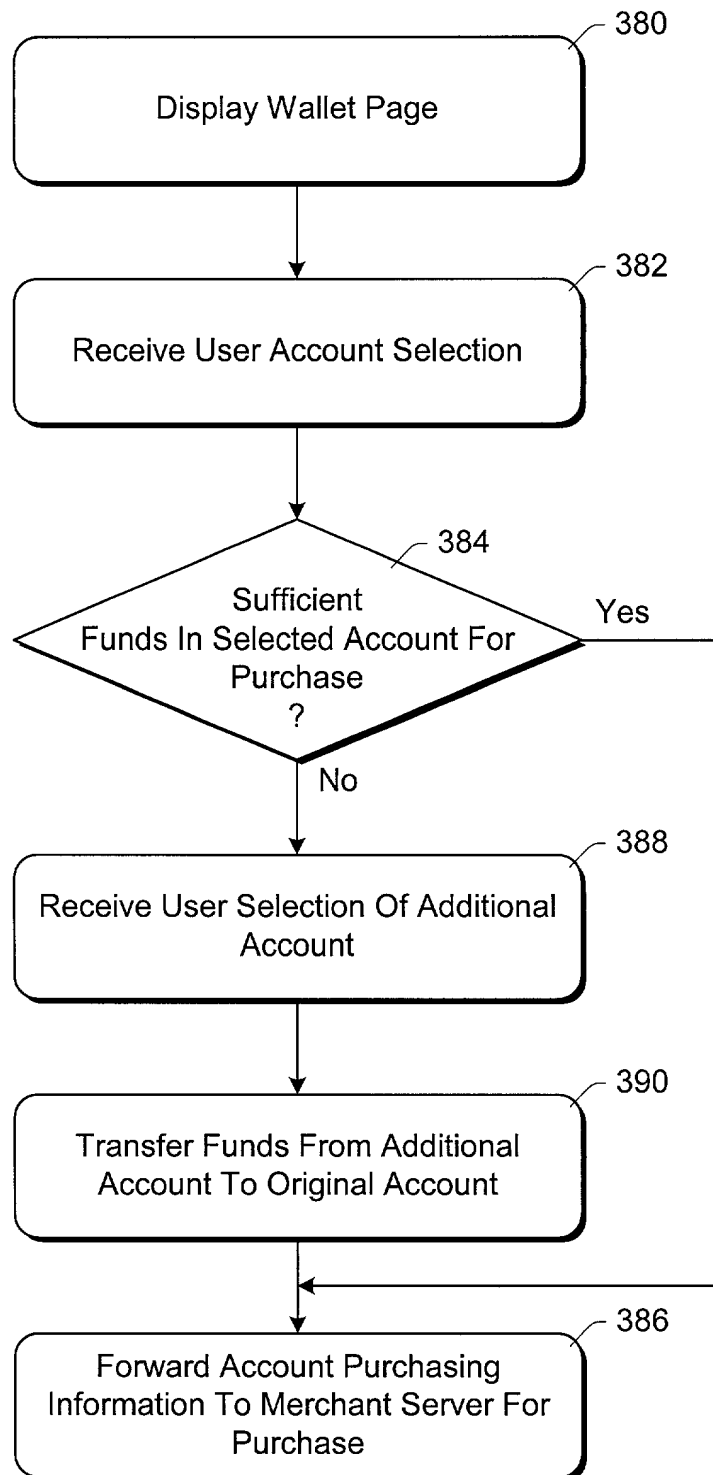 380
Display Wallet Page
382
Receive User Account Selection
384
Sufficient
Funds In Selected Account For
Purchase
?
Yes
No
388
Receive User Selection Of Additional
Account
390
Transfer Funds From Additional
Account To Original Account
386
Forward Account Purchasing
Information To Merchant Server For
Purchase